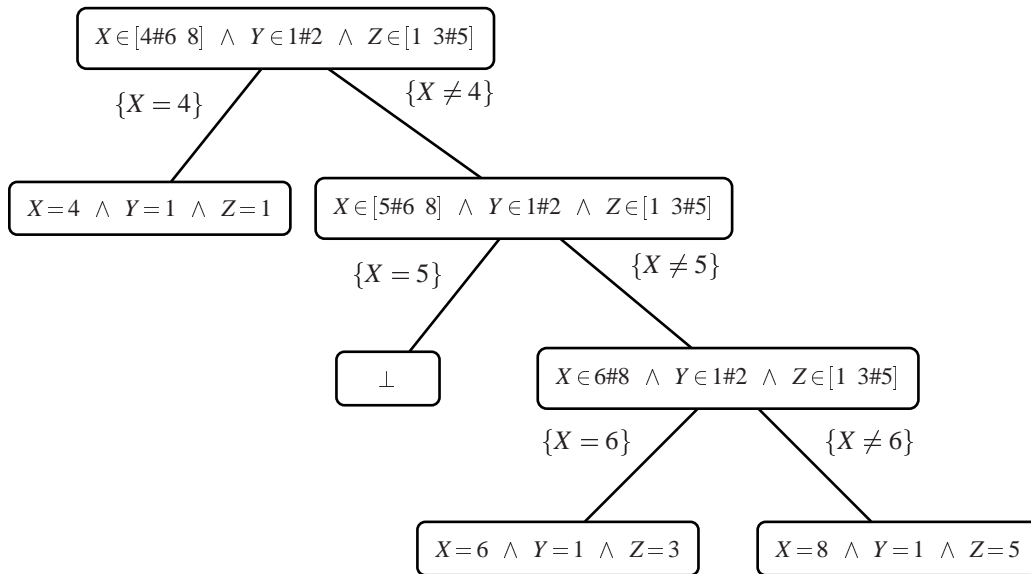 X ∈ [4#6 8] ∧ Y ∈ 1#2 ∧ Z ∈ [1 3#5]
{X = 4}
{X ≠ 4}
X = 4 ∧ Y = 1 ∧ Z = 1
X ∈ [5#6 8] ∧ Y ∈ 1#2 ∧ Z ∈ [1 3#5]
{X = 5}
{X ≠ 5}
⊥
X ∈ 6#8 ∧ Y ∈ 1#2 ∧ Z ∈ [1 3#5]
{X = 6}
{X ≠ 6}
X = 6 ∧ Y = 1 ∧ Z = 3
X = 8 ∧ Y = 1 ∧ Z = 5